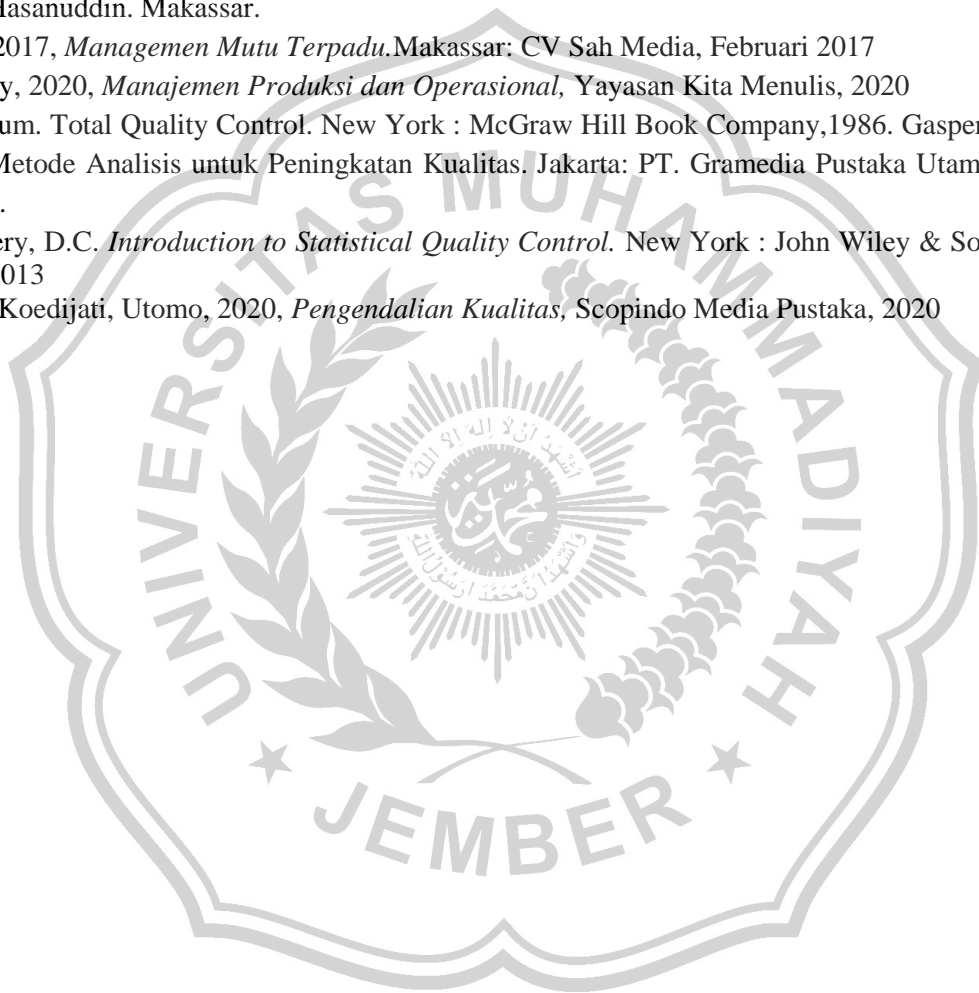 Hasanuddin. Makassar.
2017, Managemen Mutu Terpadu.Makassar: CV Sah Media, Februari 2017
y, 2020, Manajemen Produksi dan Operasional, Yayasan Kita Menulis, 2020
um. Total Quality Control. New York : McGraw Hill Book Company,1986. Gasper
Metode Analisis untuk Peningkatan Kualitas. Jakarta: PT. Gramedia Pustaka Utam
.
ery, D.C. Introduction to Statistical Quality Control. New York : John Wiley & So
013
Koedijati, Utomo, 2020, Pengendalian Kualitas, Scopindo Media Pustaka, 2020
UNIVERSITAS MUHAMMADIYAH
JEMBER